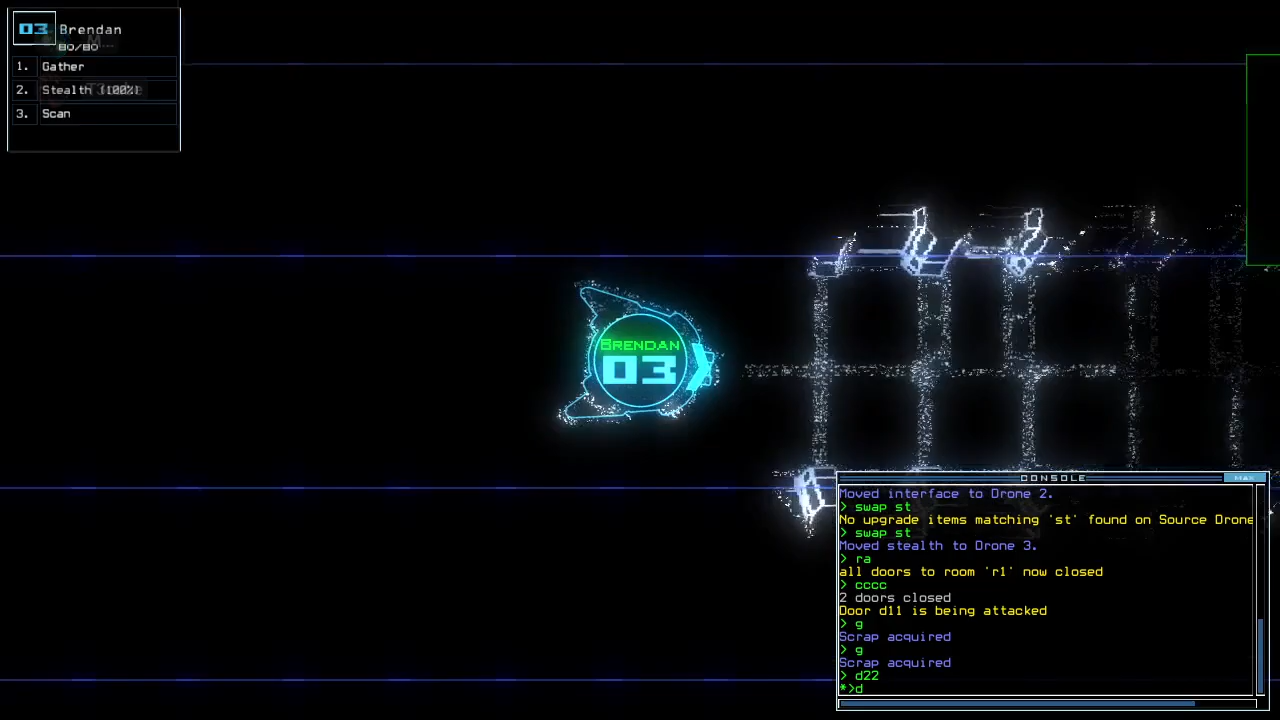 03 Brendan
80/80
1. Gather
2. Stealth (100%)
3. Scan
BRENDAN
03
CONSOLE
MAX
Moved interface to Drone 2.
> swap st
No upgrade items matching 'st' found on Source Drone
> swap st
Moved stealth to Drone 3.
> ra
all doors to room 'r1' now closed
> cccc
2 doors closed
Door d11 is being attacked
> g
Scrap acquired
> g
Scrap acquired
> d22
*>d